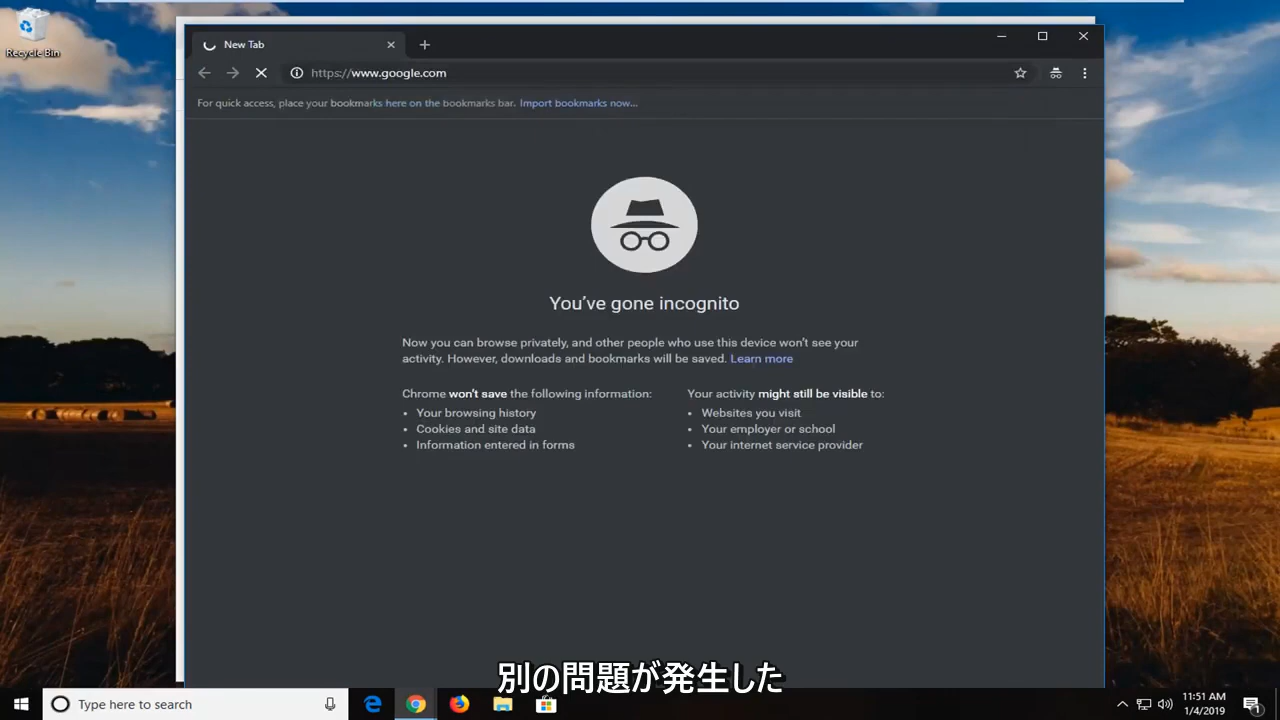 Recycle Bin
New Tab
https://www.google.com
For quick access, place your bookmarks here on the bookmarks bar. Import bookmarks now...
You've gone incognito
Now you can browse privately, and other people who use this device won't see your
activity. However, downloads and bookmarks will be saved. Learn more
Chrome won't save the following information:
• Your browsing history
• Cookies and site data
• Information entered in forms
Your activity might still be visible to:
• Websites you visit
• Your employer or school
• Your internet service provider
別の問題が発生した
Type here to search
11:51 AM
1/4/2019
1